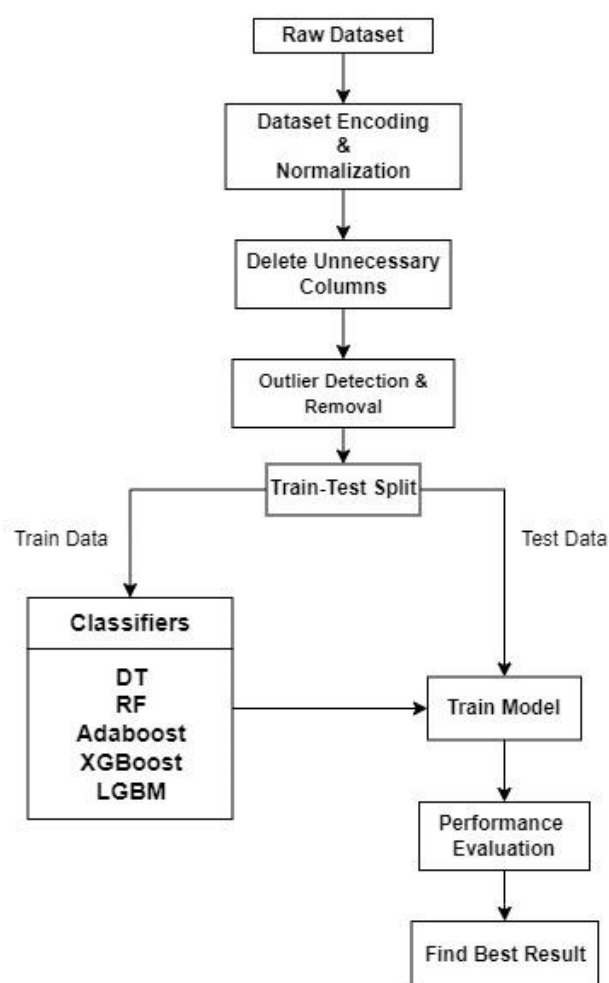 Raw Dataset
Dataset Encoding
&
Normalization
Delete Unnecessary
Columns
Outlier Detection &
Removal
Train-Test Split
Train Data
Test Data
Classifiers
DT
RF
Adaboost
XGBoost
LGBM
Train Model
Performance
Evaluation
Find Best Result